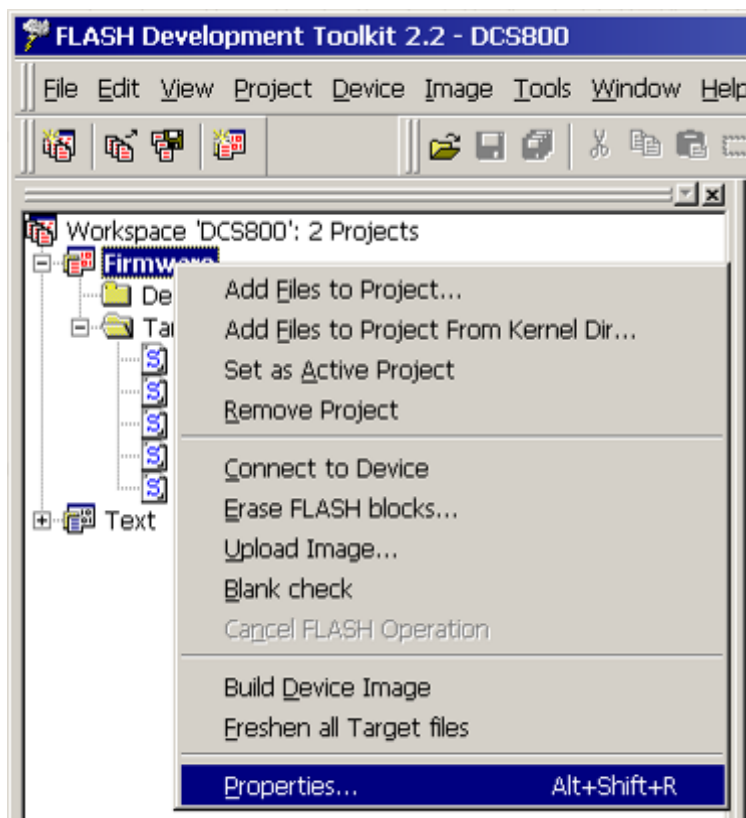 FLASH Development Toolkit 2.2 - DCS800
File Edit View Project Device Image Tools Window Help
Workspace 'DCS800': 2 Projects
Firmware
Add Files to Project...
Add Files to Project From Kernel Dir...
Set as Active Project
Remove Project
Connect to Device
Erase FLASH blocks...
Upload Image...
Blank check
Cancel FLASH Operation
Build Device Image
Freshen all Target files
Properties... Alt+Shift+R
Text